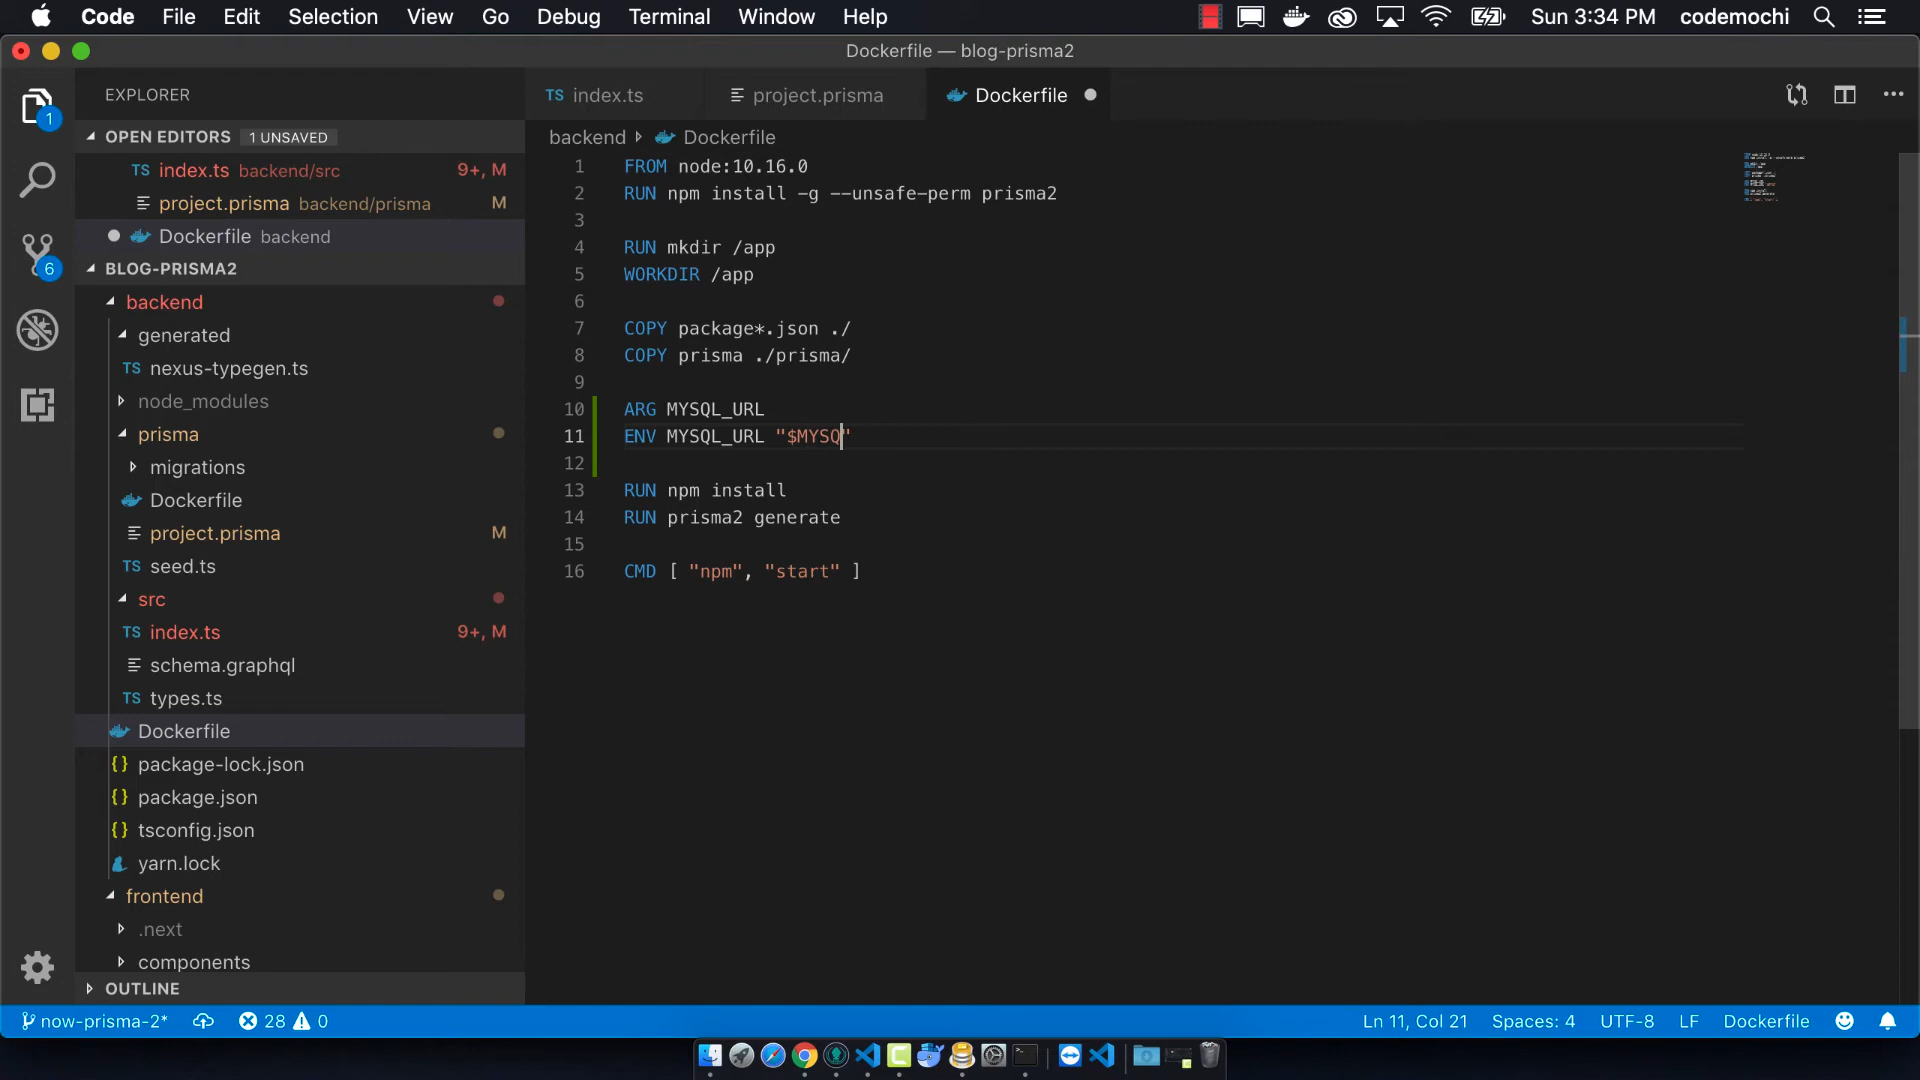 Code File Edit Selection View Go Debug Terminal Window Help Sun 3:34 PM codemochi
Dockerfile — blog-prisma2
EXPLORER
TS index.ts project.prisma Dockerfile
OPEN EDITORS 1 UNSAVED
backend Dockerfile
TS index.ts backend/src 9+, M
project.prisma backend/prisma M
Dockerfile backend
BLOG-PRISMA2
backend
generated
TS nexus-typegen.ts
node_modules
prisma
migrations
Dockerfile
project.prisma M
TS seed.ts
src
TS index.ts 9+, M
schema.graphql
TS types.ts
Dockerfile
{} package-lock.json
{} package.json
{} tsconfig.json
yarn.lock
frontend
.next
components
OUTLINE
1 FROM node:10.16.0
2 RUN npm install -g --unsafe-perm prisma2
3
4 RUN mkdir /app
5 WORKDIR /app
6
7 COPY package*.json ./
8 COPY prisma ./prisma/
9
10 ARG MYSQL_URL
11 ENV MYSQL_URL "$MYSQ"
12
13 RUN npm install
14 RUN prisma2 generate
15
16 CMD [ "npm", "start" ]
1
6
now-prisma-2* 28 0 Ln 11, Col 21 Spaces: 4 UTF-8 LF Dockerfile